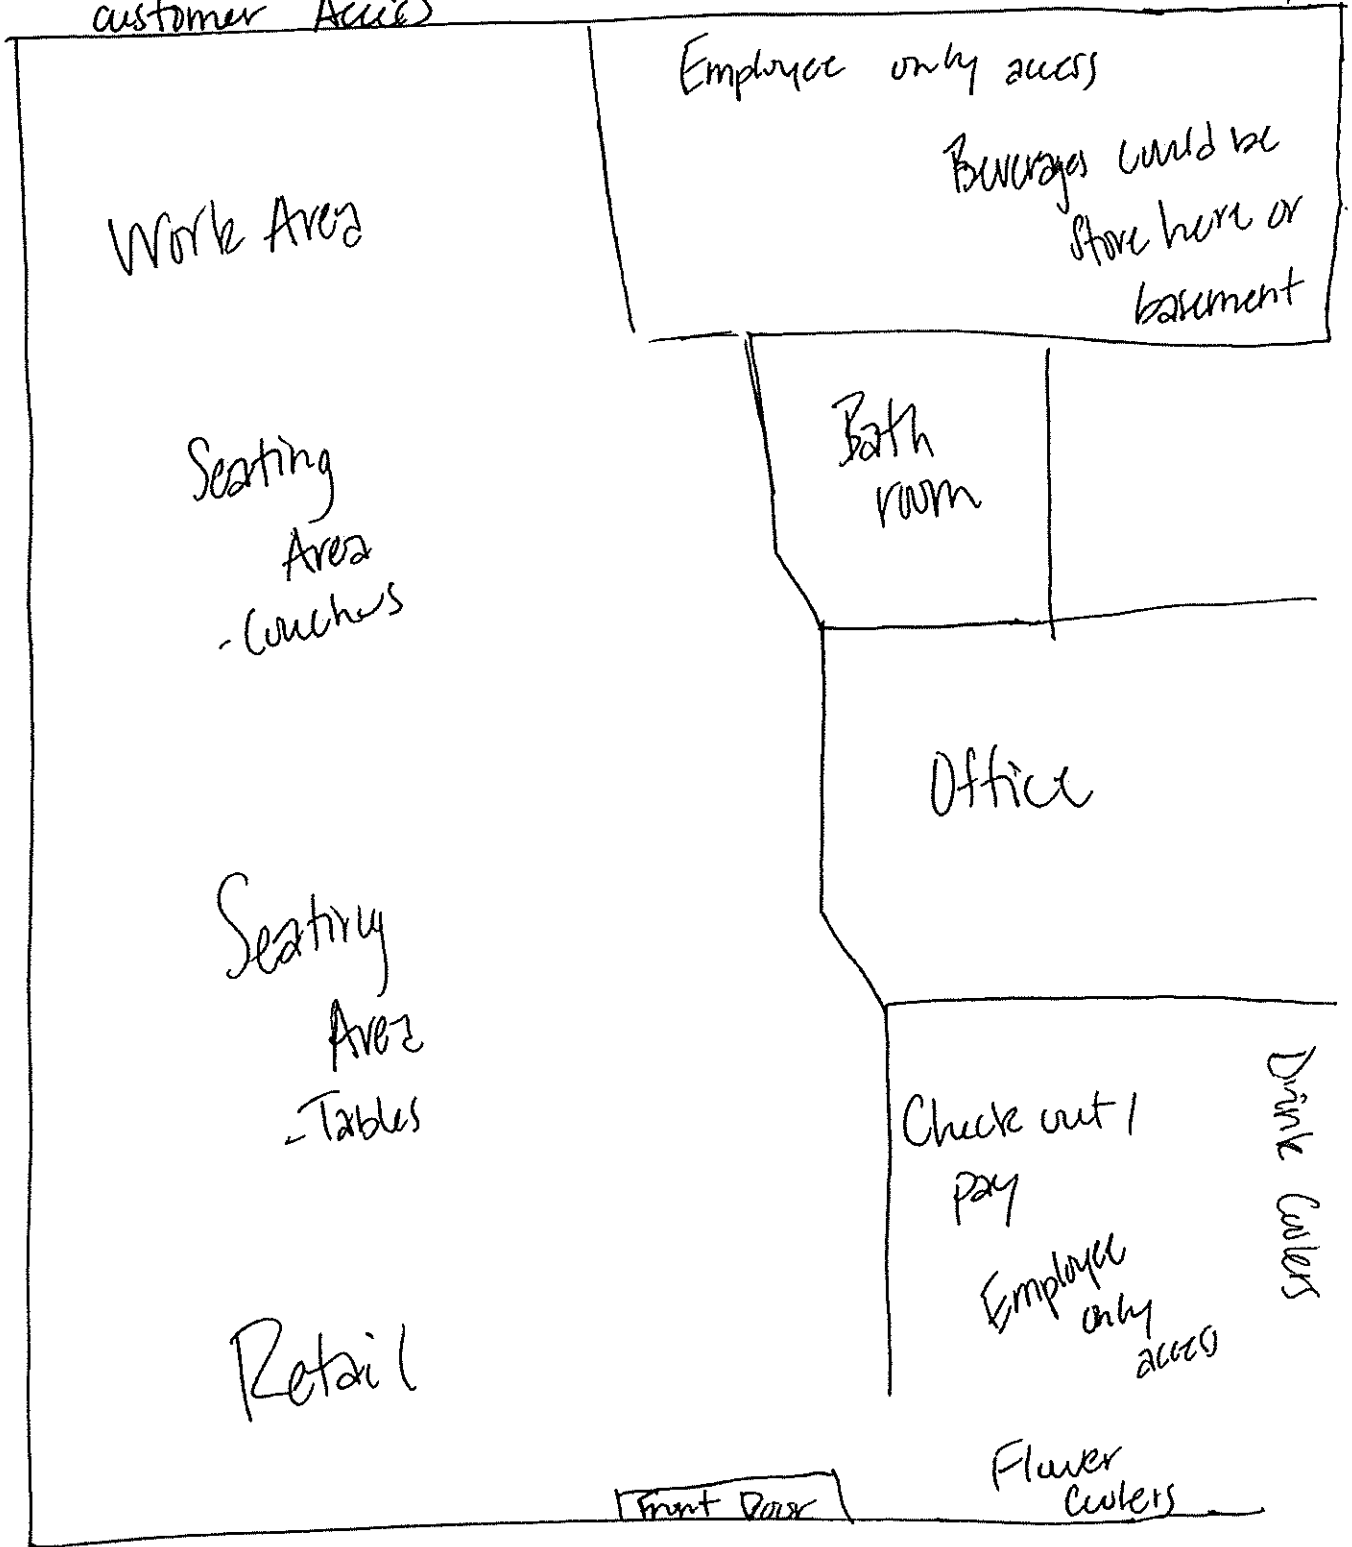 customer Access
Employee only access
Beverages could be
store here or
basement
Work Area
Bath
room
Seating
Area
- Couches
Office
Seating
Area
- Tables
Check out /
pay
Employee
only
access
Drink Coolers
Retail
Flower
Coolers
Front Door